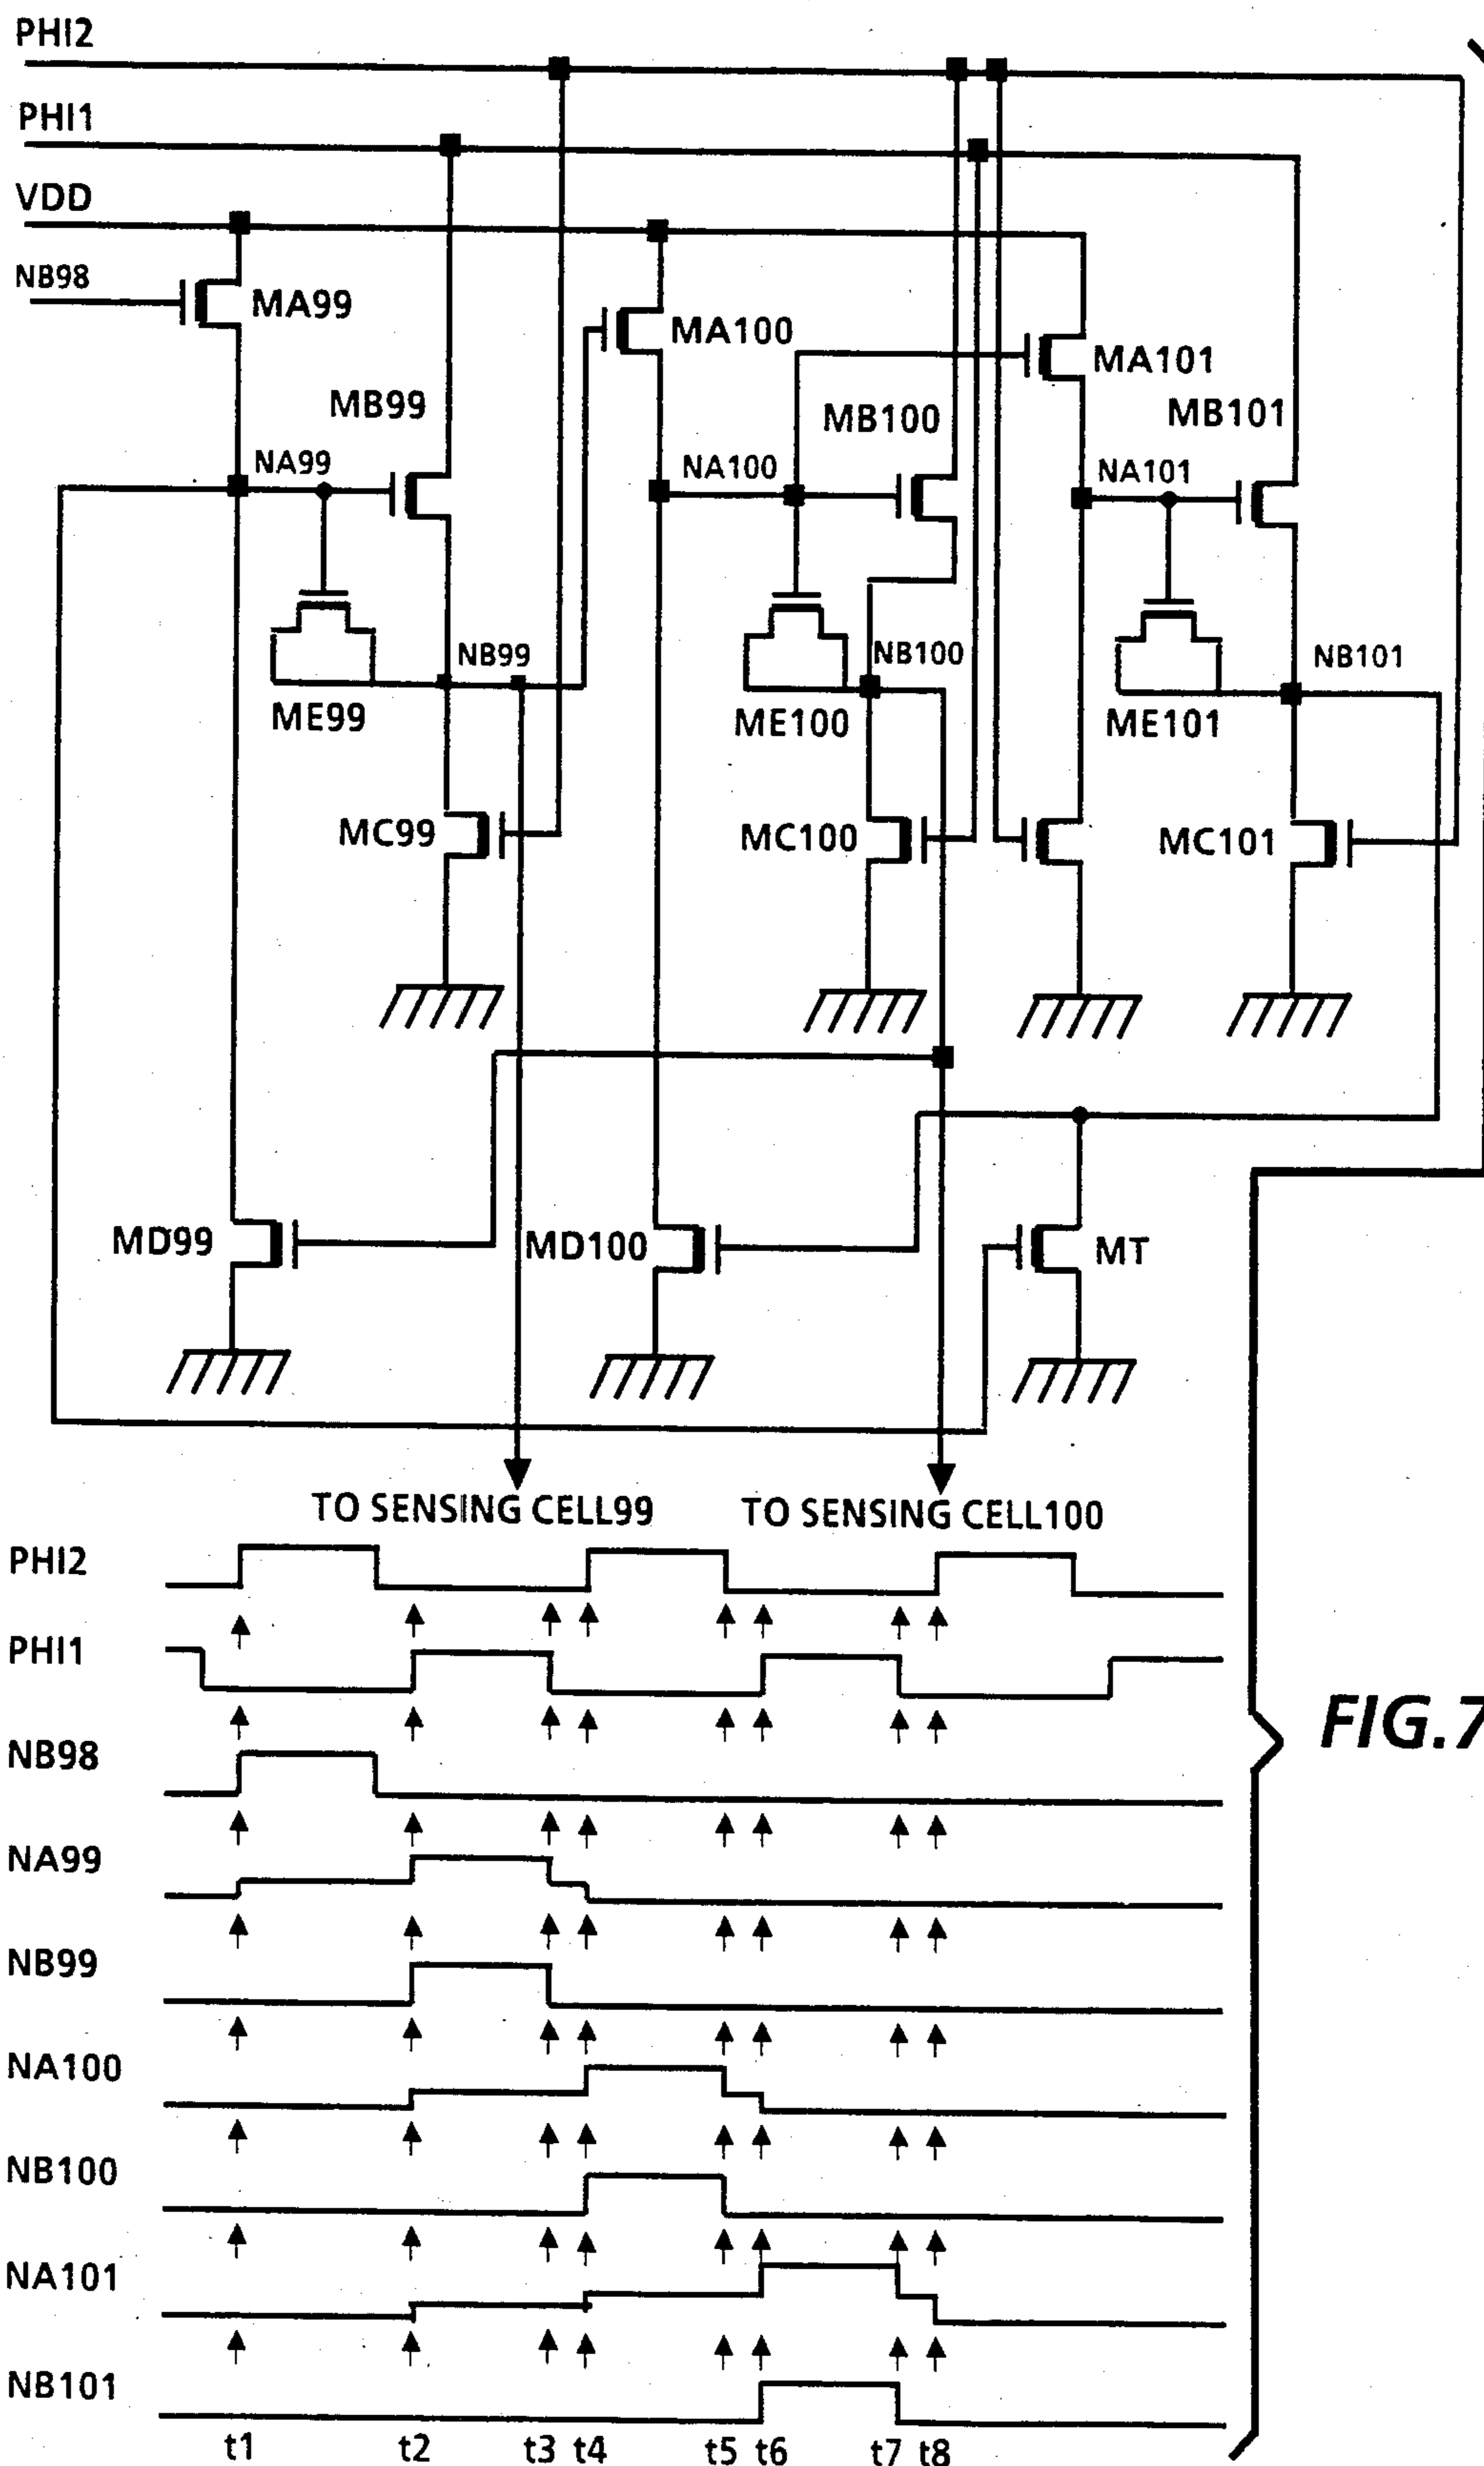 PHI2
PHI1
VDD
NB98
MA99
MA100
MA101
MB99
MB100
MB101
NA99
NA100
NA101
NB99
NB100
NB101
ME99
ME100
ME101
MC99
MC100
MC101
MD99
MD100
MT
TO SENSING CELL99
TO SENSING CELL100
PHI2
PHI1
NB98
FIG.7
NA99
NB99
NA100
NB100
NA101
NB101
t1 t2 t3 t4 t5 t6 t7 t8